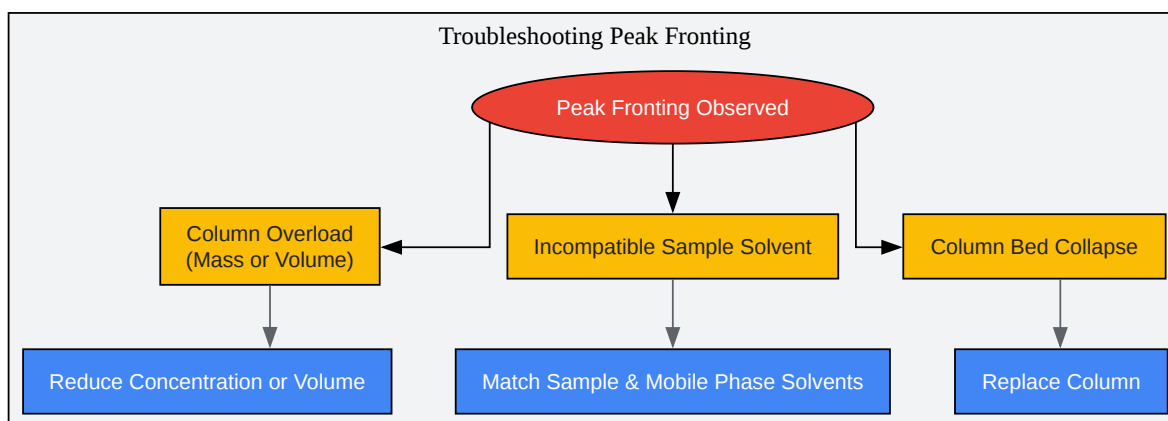 Troubleshooting Peak Fronting
Peak Fronting Observed
Column Overload
(Mass or Volume)
Incompatible Sample Solvent
Column Bed Collapse
Reduce Concentration or Volume
Match Sample & Mobile Phase Solvents
Replace Column